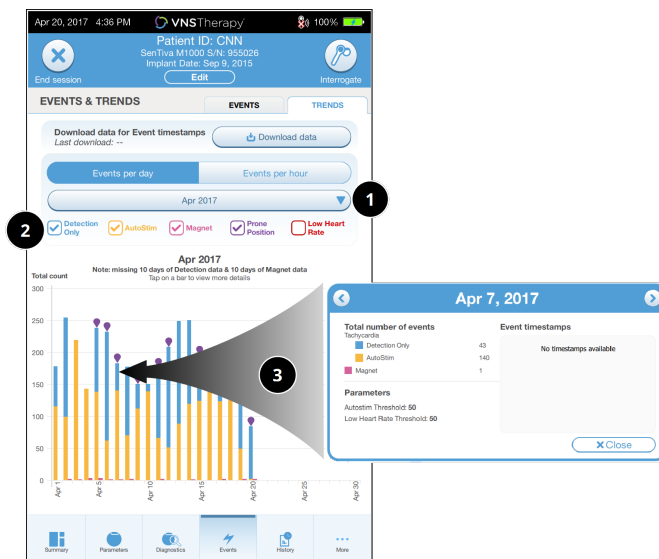 Apr 20, 2017 4:36 PM
VNSTherapy
100%
Patient ID: CNN
SenTiva M1000 S/N: 955026
Implant Date: Sep 9, 2015
Edit
End session
Interrogate
EVENTS & TRENDS
EVENTS
TRENDS
Download data for Event timestamps
Last download: --
Download data
Events per day
Events per hour
Apr 2017
1
2
Detection
Only
AutoStim
Magnet
Prone
Position
Low Heart
Rate
Apr 2017
Note: missing 10 days of Detection data & 10 days of Magnet data
Tap on a bar to view more details
Total count
300
250
200
150
100
50
0
Apr 1
Apr 5
Apr 10
Apr 15
Apr 20
Apr 25
Apr 30
3
Apr 7, 2017
Total number of events
Tachycardia
Detection Only 43
AutoStim 140
Magnet 1
Parameters
Autostim Threshold: 50
Low Heart Rate Threshold: 50
Event timestamps
No timestamps available
Close
Summary
Parameters
Diagnostics
Events
History
More